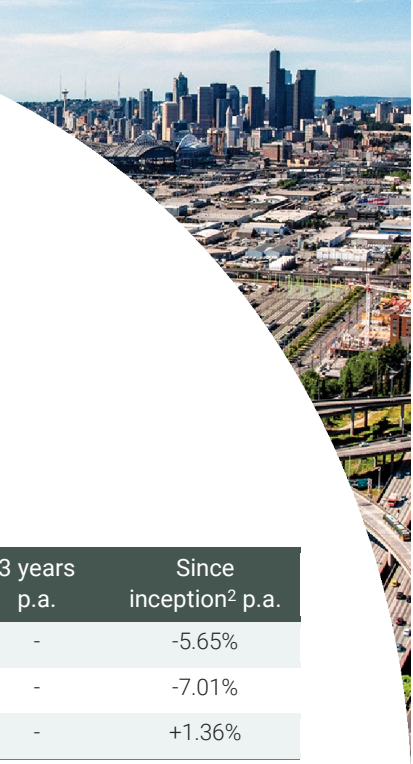 3 years Since
p.a. inception² p.a.
- -5.65%
- -7.01%
- +1.36%